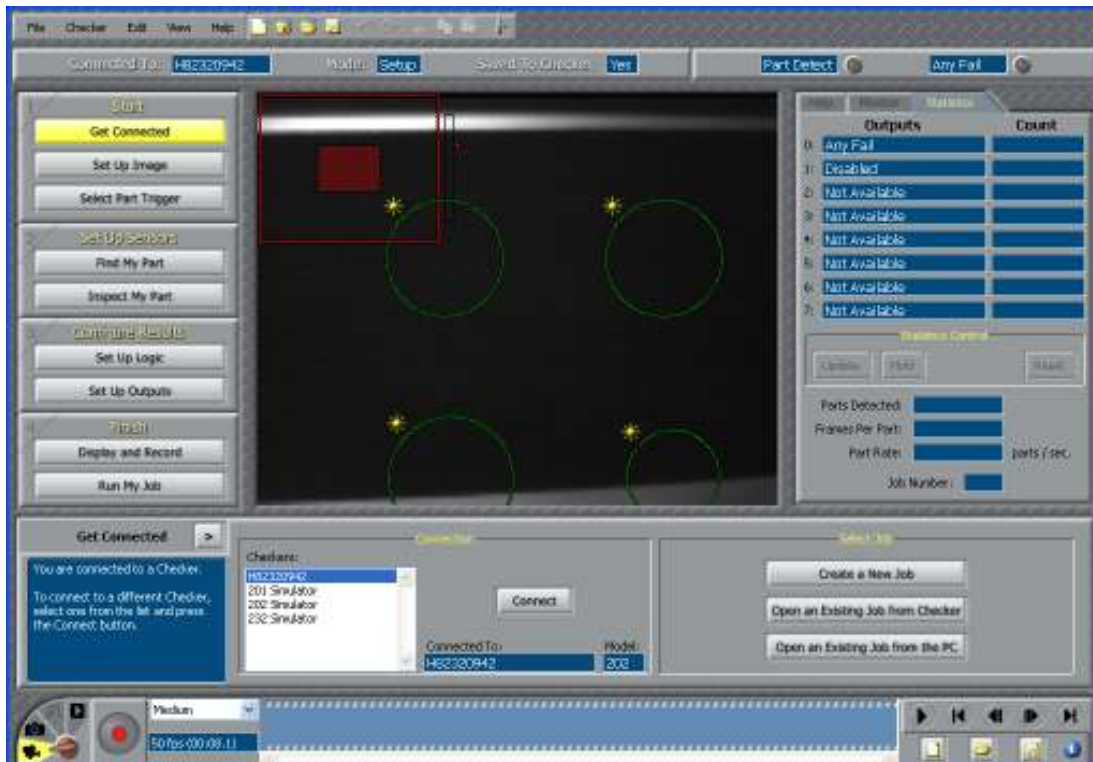 File Checker Edit View Help
Connected To: H82320942 Mode: Setup Saved To Checker: Yes Part Detect Any Fail
1 Start
Get Connected
Set Up Image
Select Part Trigger
2 Set Up Sensors
Find My Part
Inspect My Part
3 Configure Results
Set Up Logic
Set Up Outputs
4 Finish
Display and Record
Run My Job
Help Monitor Statistics
Outputs Count
0: Any Fail
1: Disabled
2: Not Available
3: Not Available
4: Not Available
5: Not Available
6: Not Available
7: Not Available
Statistics Control
Update Hold Reset
Parts Detected:
Frames Per Part:
Part Rate: parts / sec.
Job Number:
Get Connected >
You are connected to a Checker.
To connect to a different Checker,
select one from the list and press
the Connect button.
Connection
Checkers:
H82320942
201 Simulator
202 Simulator
232 Simulator
Connect
Connected To: Model:
H82320942 202
Select Job
Create a New Job
Open an Existing Job from Checker
Open an Existing Job from the PC
Medium
50 fps (00:08.1)